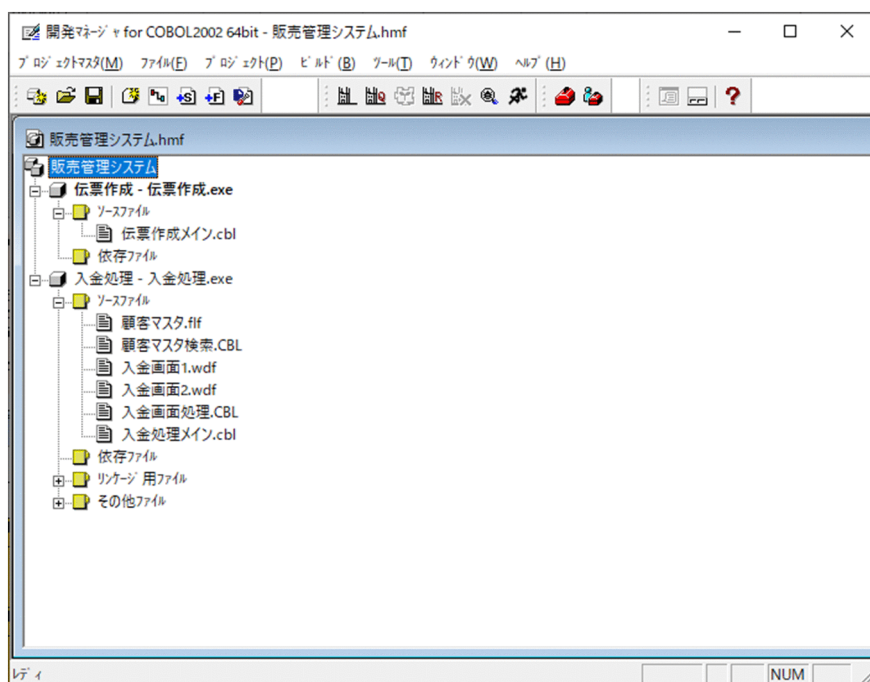 開発ﾏﾈｰｼﾞｬ for COBOL2002 64bit - 販売管理システム.hmf
ﾌﾟﾛｼﾞｪｸﾄﾏｽﾀ(M) ﾌｧｲﾙ(F) ﾌﾟﾛｼﾞｪｸﾄ(P) ﾋﾞﾙﾄﾞ(B) ﾂｰﾙ(T) ｳｨﾝﾄﾞｳ(W) ﾍﾙﾌﾟ(H)
販売管理システム.hmf
販売管理システム
伝票作成 - 伝票作成.exe
ｿｰｽﾌｧｲﾙ
伝票作成メイン.cbl
依存ﾌｧｲﾙ
入金処理 - 入金処理.exe
ｿｰｽﾌｧｲﾙ
顧客マスタ.flf
顧客マスタ検索.CBL
入金画面1.wdf
入金画面2.wdf
入金画面処理.CBL
入金処理メイン.cbl
依存ﾌｧｲﾙ
ﾘﾝｹｰｼﾞ用ﾌｧｲﾙ
その他ﾌｧｲﾙ
ﾚﾃﾞｨ NUM